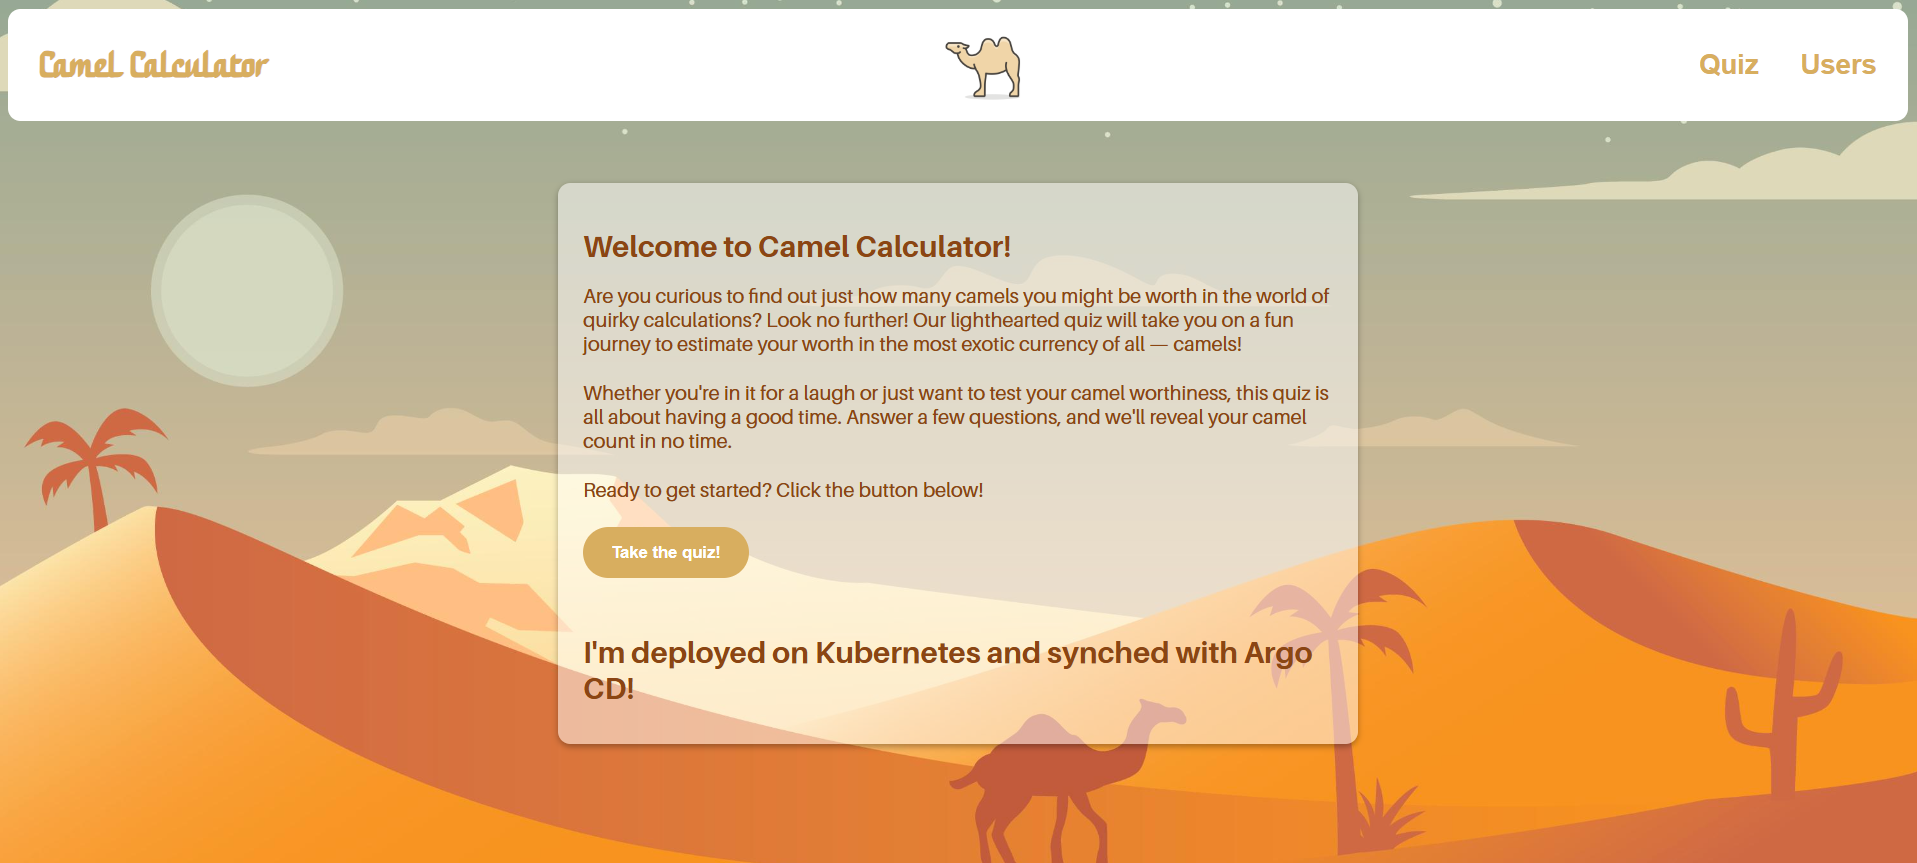 Camel Calculator
Quiz
Users
Welcome to Camel Calculator!
Are you curious to find out just how many camels you might be worth in the world of
quirky calculations? Look no further! Our lighthearted quiz will take you on a fun
journey to estimate your worth in the most exotic currency of all — camels!
Whether you're in it for a laugh or just want to test your camel worthiness, this quiz is
all about having a good time. Answer a few questions, and we'll reveal your camel
count in no time.
Ready to get started? Click the button below!
Take the quiz!
I'm deployed on Kubernetes and synched with Argo
CD!